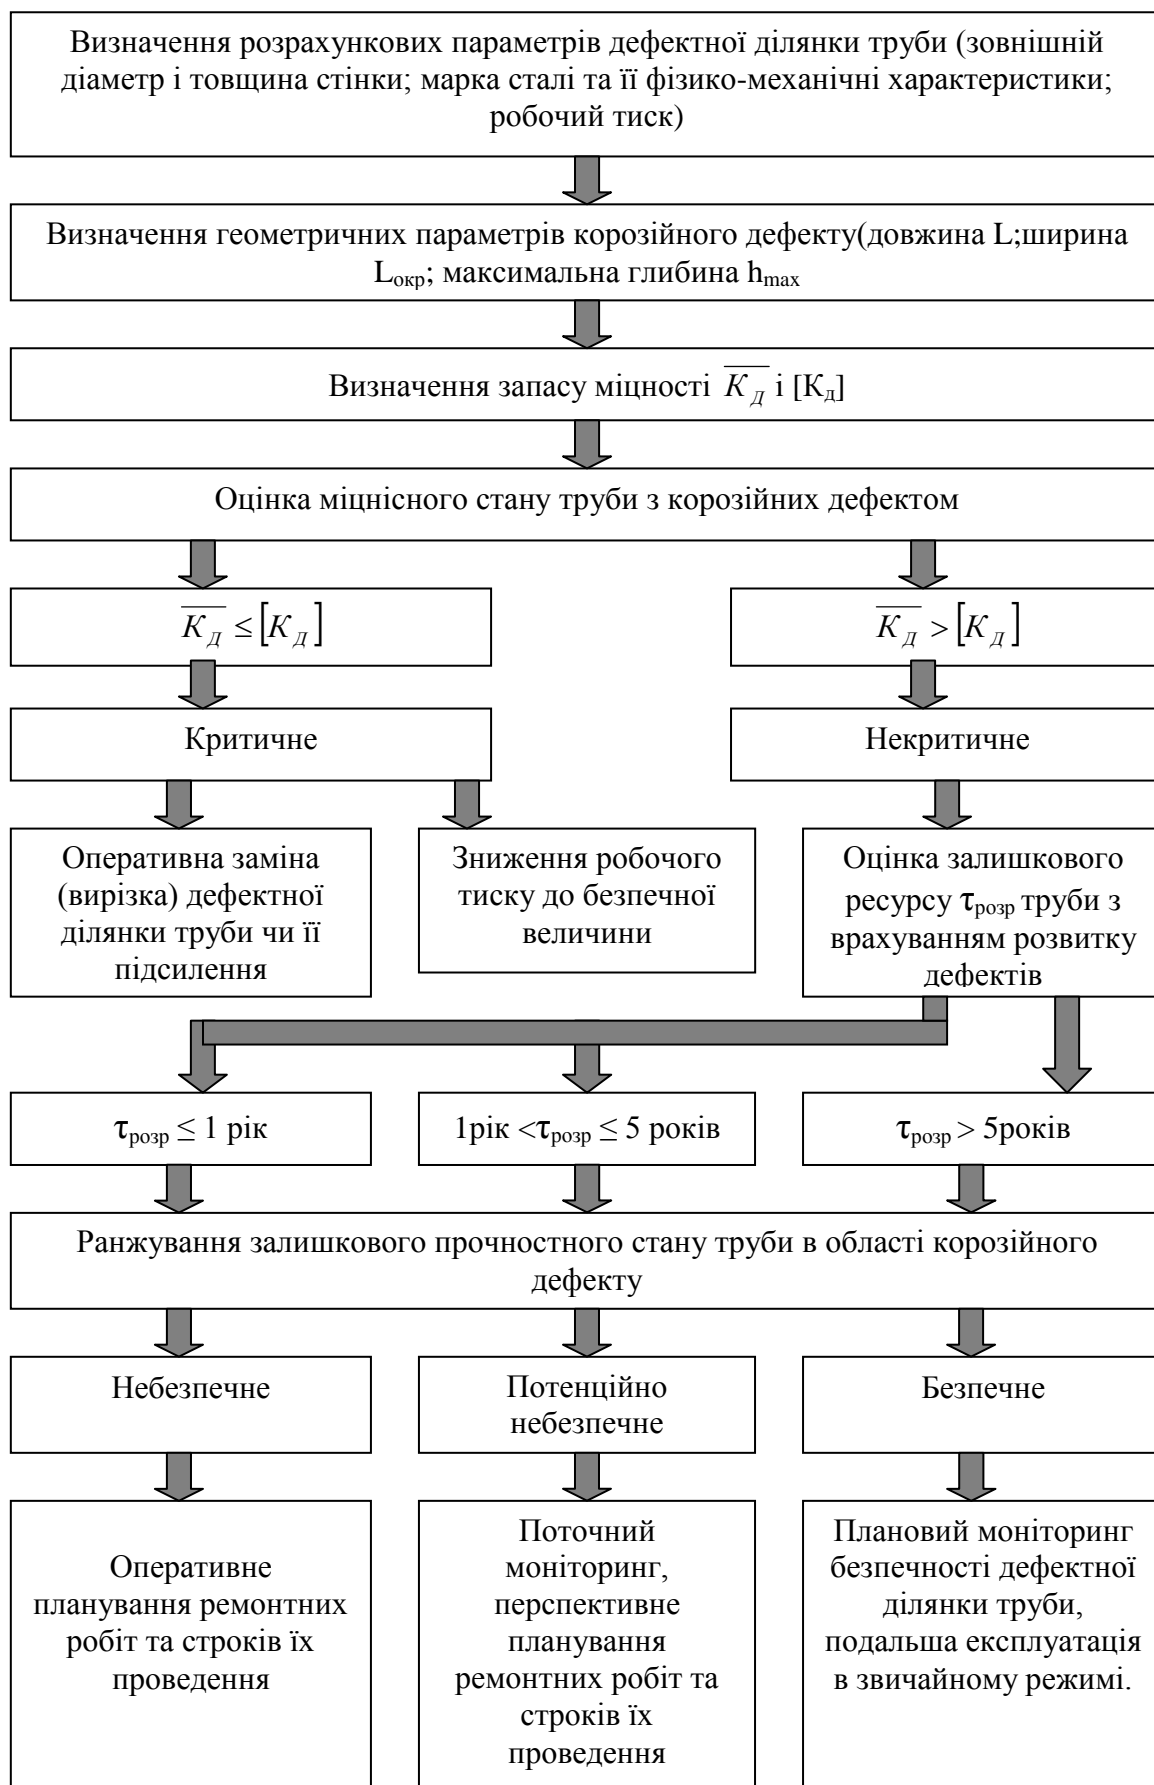 Визначення розрахункових параметрів дефектної ділянки труби (зовнішній
діаметр і товщина стінки; марка сталі та її фізико-механічні характеристики;
робочий тиск)
Визначення геометричних параметрів корозійного дефекту(довжина L;ширина
Lокр; максимальна глибина hmax
Визначення запасу міцності K̅Д і [Кд]
Оцінка міцнісного стану труби з корозійних дефектом
K̅Д ≤ [KД]
K̅Д > [KД]
Критичне
Некритичне
Оперативна заміна
(вирізка) дефектної
ділянки труби чи її
підсилення
Зниження робочого
тиску до безпечної
величини
Оцінка залишкового
ресурсу τрозр труби з
врахуванням розвитку
дефектів
τрозр ≤ 1 рік
1рік <τрозр ≤ 5 років
τрозр > 5років
Ранжування залишкового прочностного стану труби в області корозійного
дефекту
Небезпечне
Потенційно
небезпечне
Безпечне
Оперативне
планування ремонтних
робіт та строків їх
проведення
Поточний
моніторинг,
перспективне
планування
ремонтних робіт та
строків їх
проведення
Плановий моніторинг
безпечності дефектної
ділянки труби,
подальша експлуатація
в звичайному режимі.